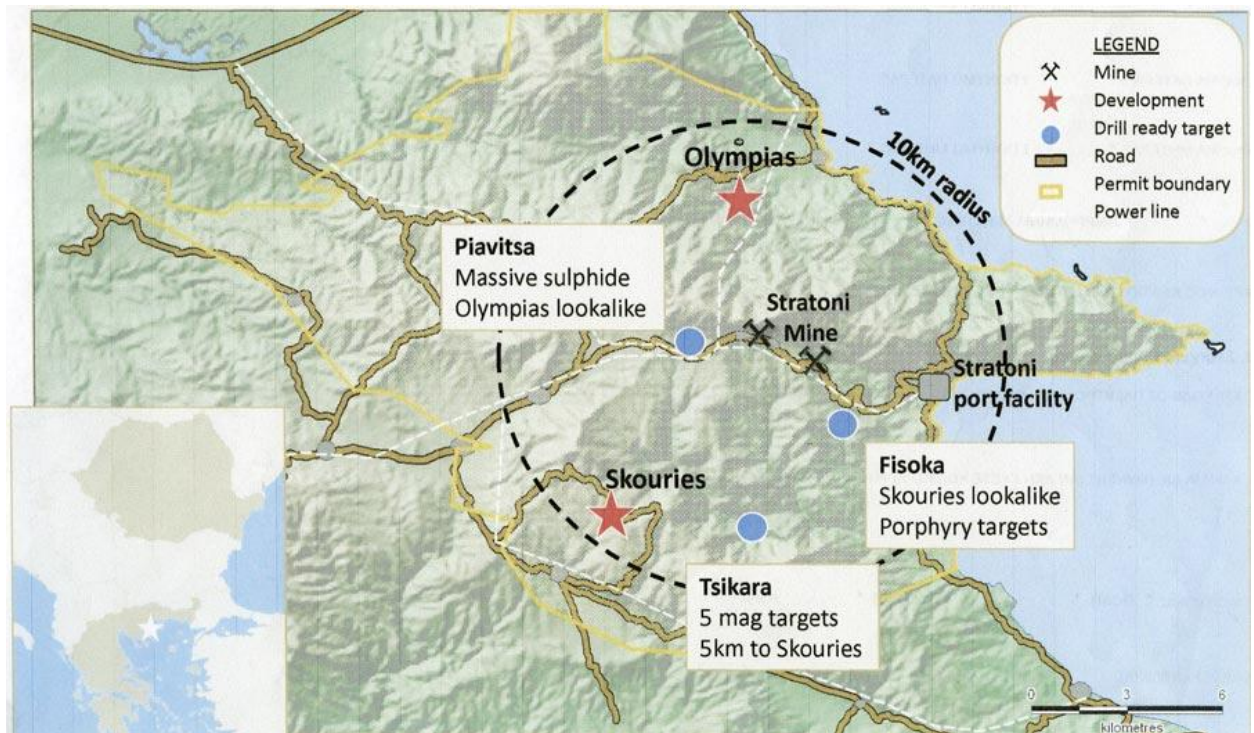 LEGEND
Mine
Development
Drill ready target
Road
Permit boundary
Power line
10km radius
Olympias
Piavitsa
Massive sulphide
Olympias lookalike
Stratoni
Mine
Stratoni
port facility
Skouries
Fisoka
Skouries lookalike
Porphyry targets
Tsikara
5 mag targets
5km to Skouries
0 3 6
kilometres